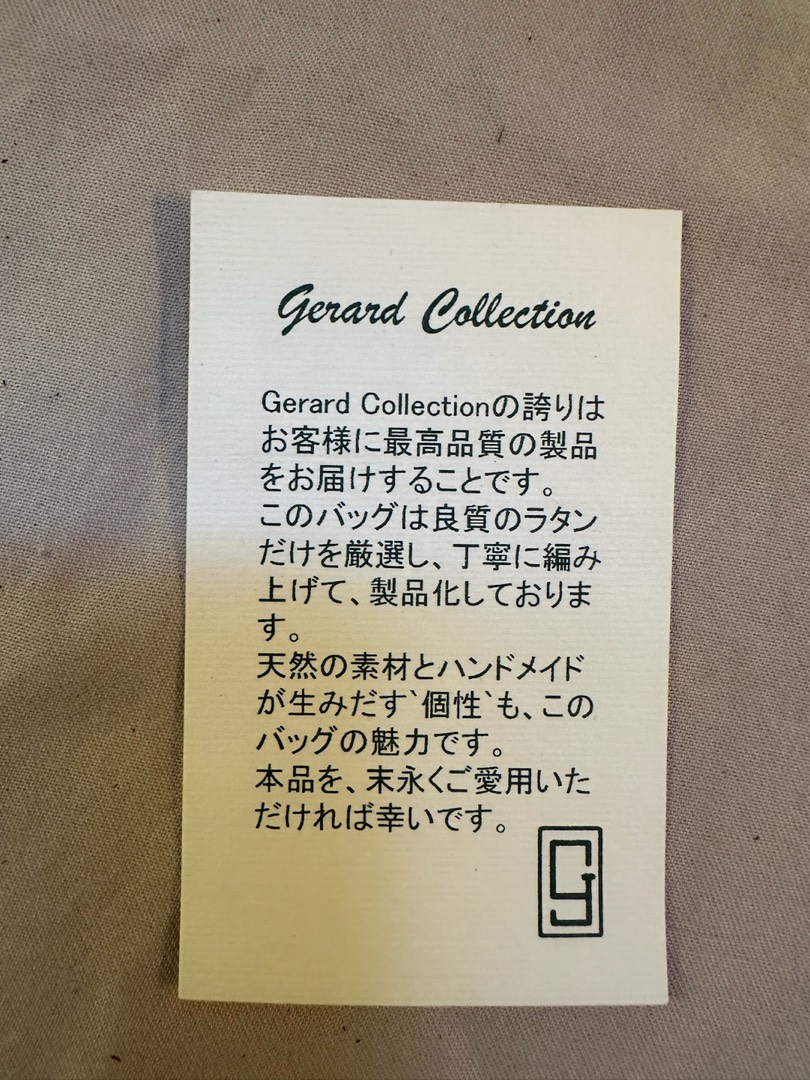 Gerard Collection
Gerard Collectionの誇りは
お客様に最高品質の製品
をお届けすることです。
このバッグは良質のラタン
だけを厳選し、丁寧に編み
上げて、製品化しておりま
す。
天然の素材とハンドメイド
が生みだす`個性`も、この
バッグの魅力です。
本品を、末永くご愛用いた
だければ幸いです。